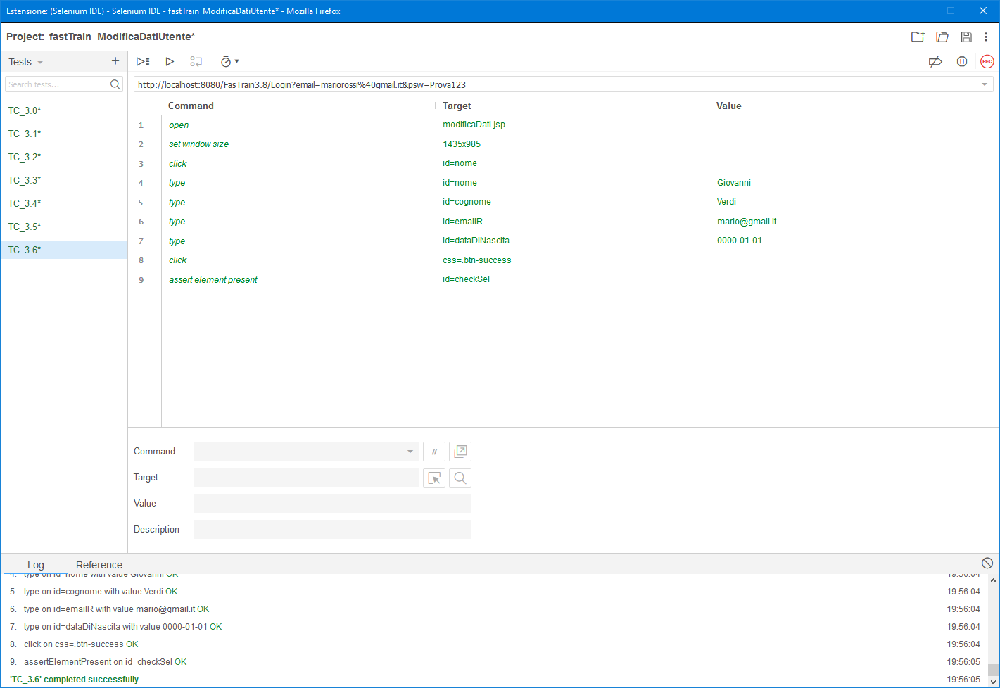 Estensione: (Selenium IDE) - Selenium IDE - fastTrain_ModificaDatiUtente* - Mozilla Firefox
Project: fastTrain_ModificaDatiUtente*
Tests +
REC
Search tests...
http://localhost:8080/FasTrain3.8/Login?email=mariorossi%40gmail.it&psw=Prova123
Command Target Value
TC_3.0*
TC_3.1*
TC_3.2*
TC_3.3*
TC_3.4*
TC_3.5*
TC_3.6*
1 open modificaDati.jsp
2 set window size 1435x985
3 click id=nome
4 type id=nome Giovanni
5 type id=cognome Verdi
6 type id=emailR mario@gmail.it
7 type id=dataDiNascita 0000-01-01
8 click css=.btn-success
9 assert element present id=checkSel
Command //
Target
Value
Description
Log Reference
4. type on id=nome with value Giovanni OK 19:56:04
5. type on id=cognome with value Verdi OK 19:56:04
6. type on id=emailR with value mario@gmail.it OK 19:56:04
7. type on id=dataDiNascita with value 0000-01-01 OK 19:56:04
8. click on css=.btn-success OK 19:56:04
9. assertElementPresent on id=checkSel OK 19:56:05
'TC_3.6' completed successfully 19:56:05